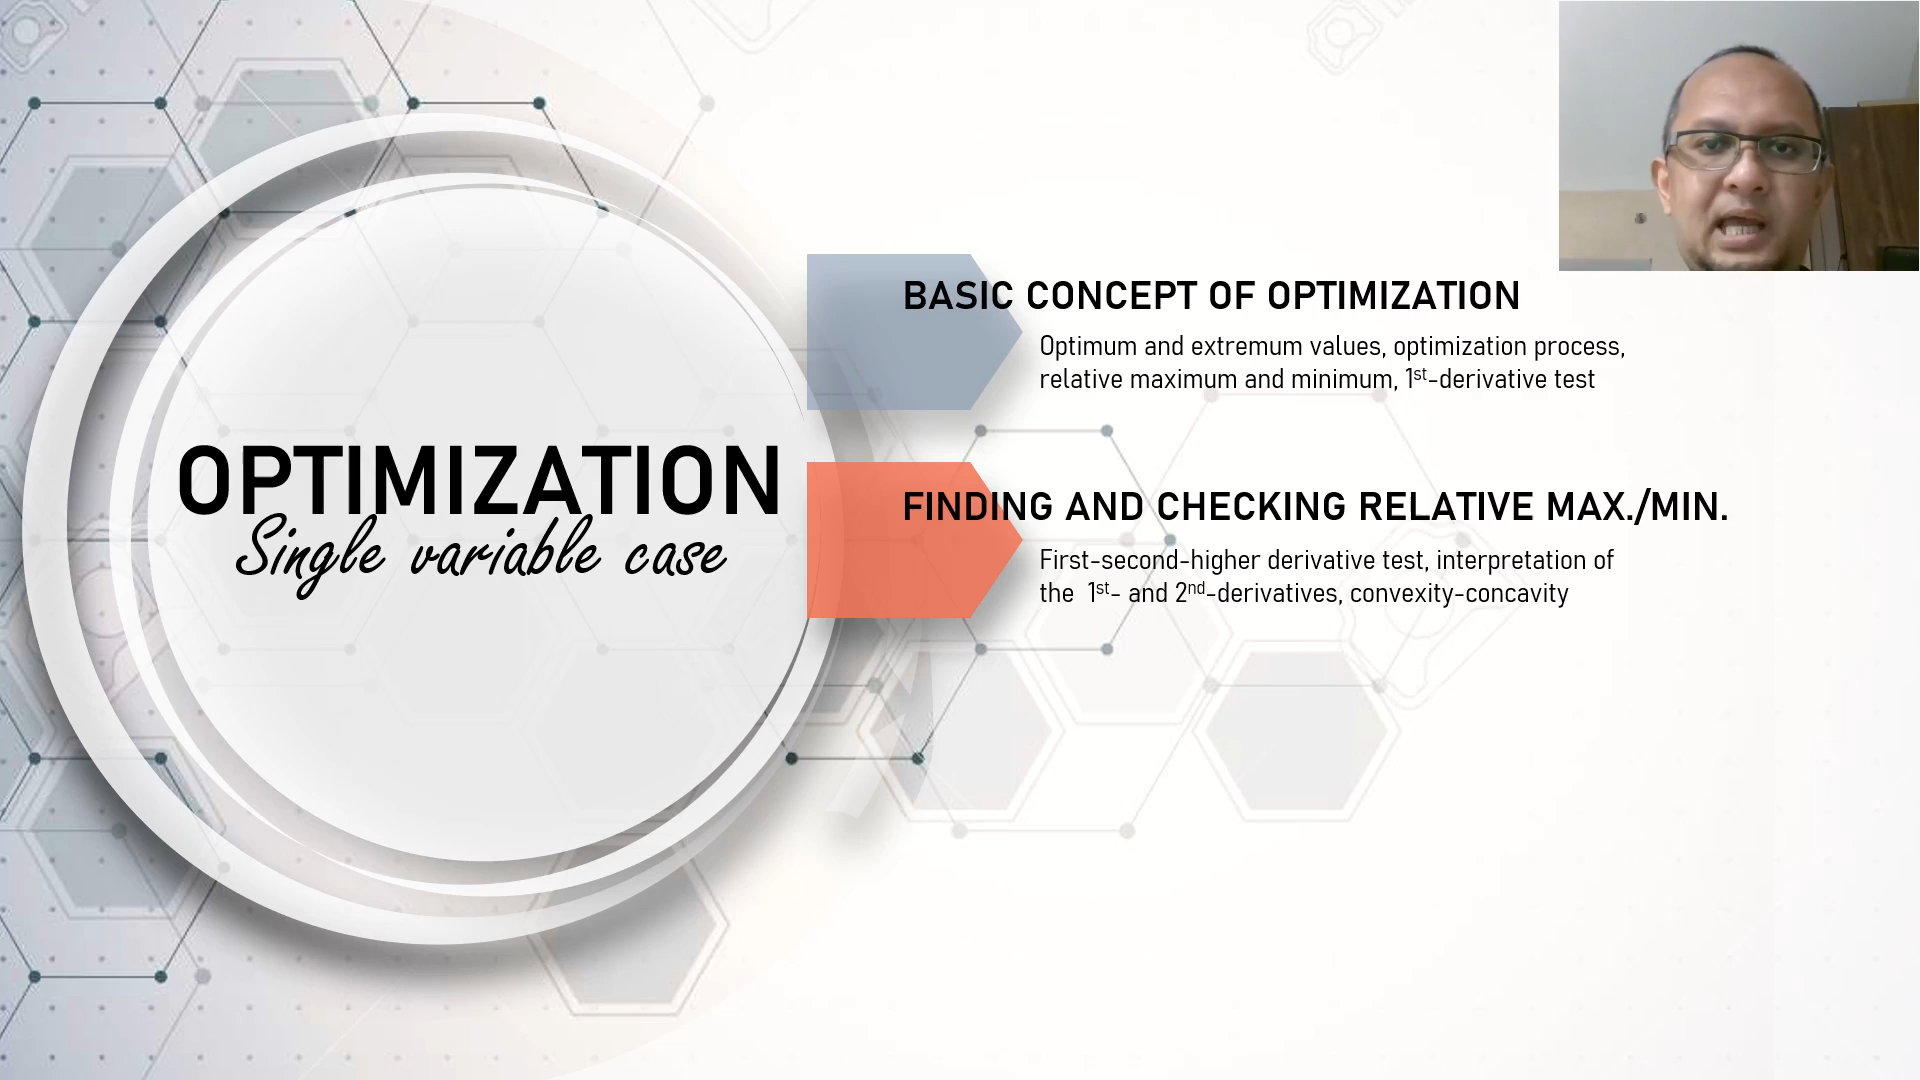 OPTIMIZATION
Single variable case
BASIC CONCEPT OF OPTIMIZATION
Optimum and extremum values, optimization process,
relative maximum and minimum, 1st-derivative test
FINDING AND CHECKING RELATIVE MAX./MIN.
First-second-higher derivative test, interpretation of
the 1st- and 2nd-derivatives, convexity-concavity